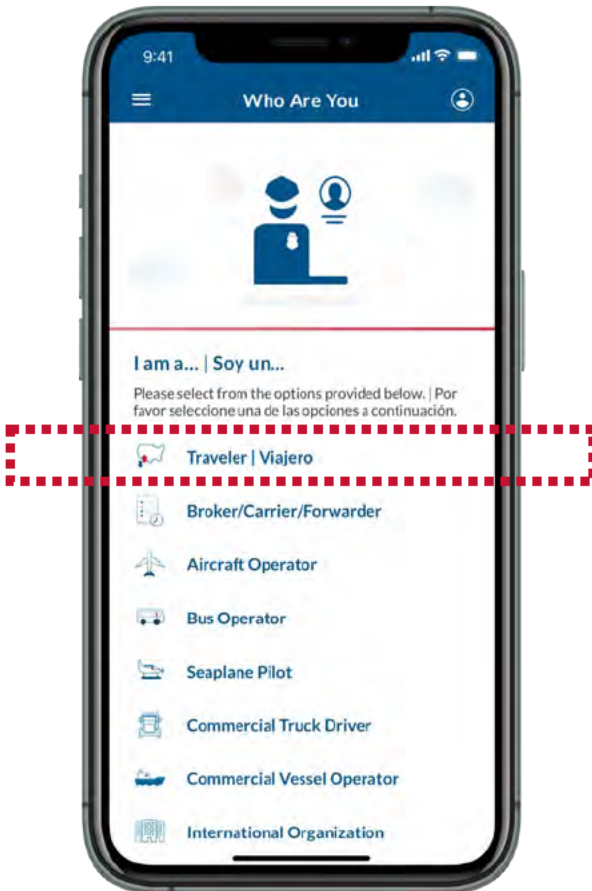 9:41
Who Are You
I am a... | Soy un...
Please select from the options provided below. | Por
favor seleccione una de las opciones a continuación.
Traveler | Viajero
Broker/Carrier/Forwarder
Aircraft Operator
Bus Operator
Seaplane Pilot
Commercial Truck Driver
Commercial Vessel Operator
International Organization